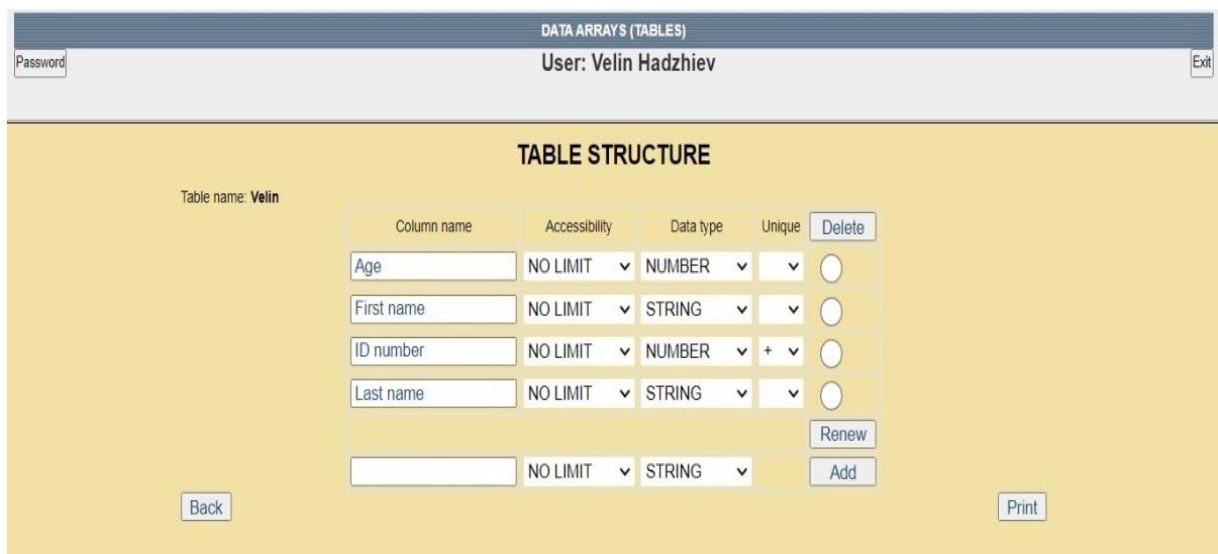 DATA ARRAYS (TABLES)
Password User: Velin Hadzhiev Exit
TABLE STRUCTURE
Table name: Velin
Column name Accessibility Data type Unique Delete
Age NO LIMIT NUMBER
First name NO LIMIT STRING
ID number NO LIMIT NUMBER +
Last name NO LIMIT STRING
Renew
NO LIMIT STRING Add
Back Print